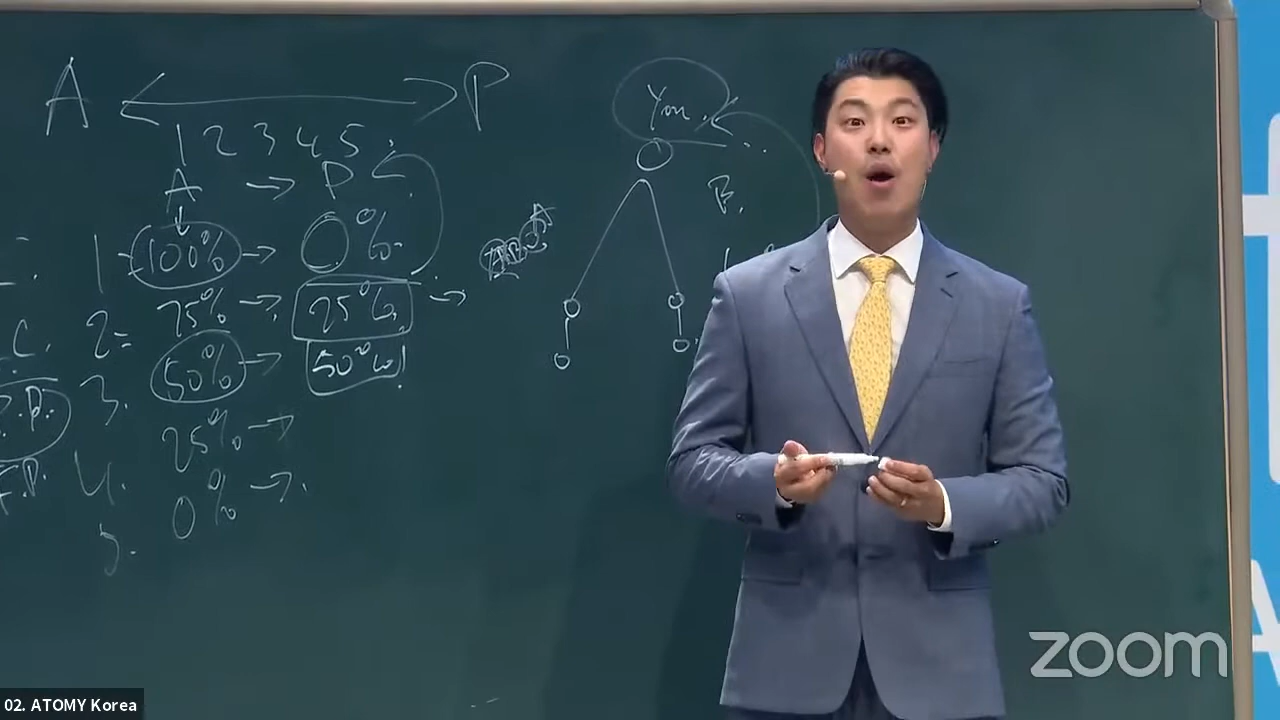 A P
1 2 3 4 5
A → P
1 100% → 0%
2 75% → 25% →
3. 50% → 50%
4. 25% →
5. 0% →
C.
P.P.
F.P.
You
B.
zoom
02. ATOMY Korea